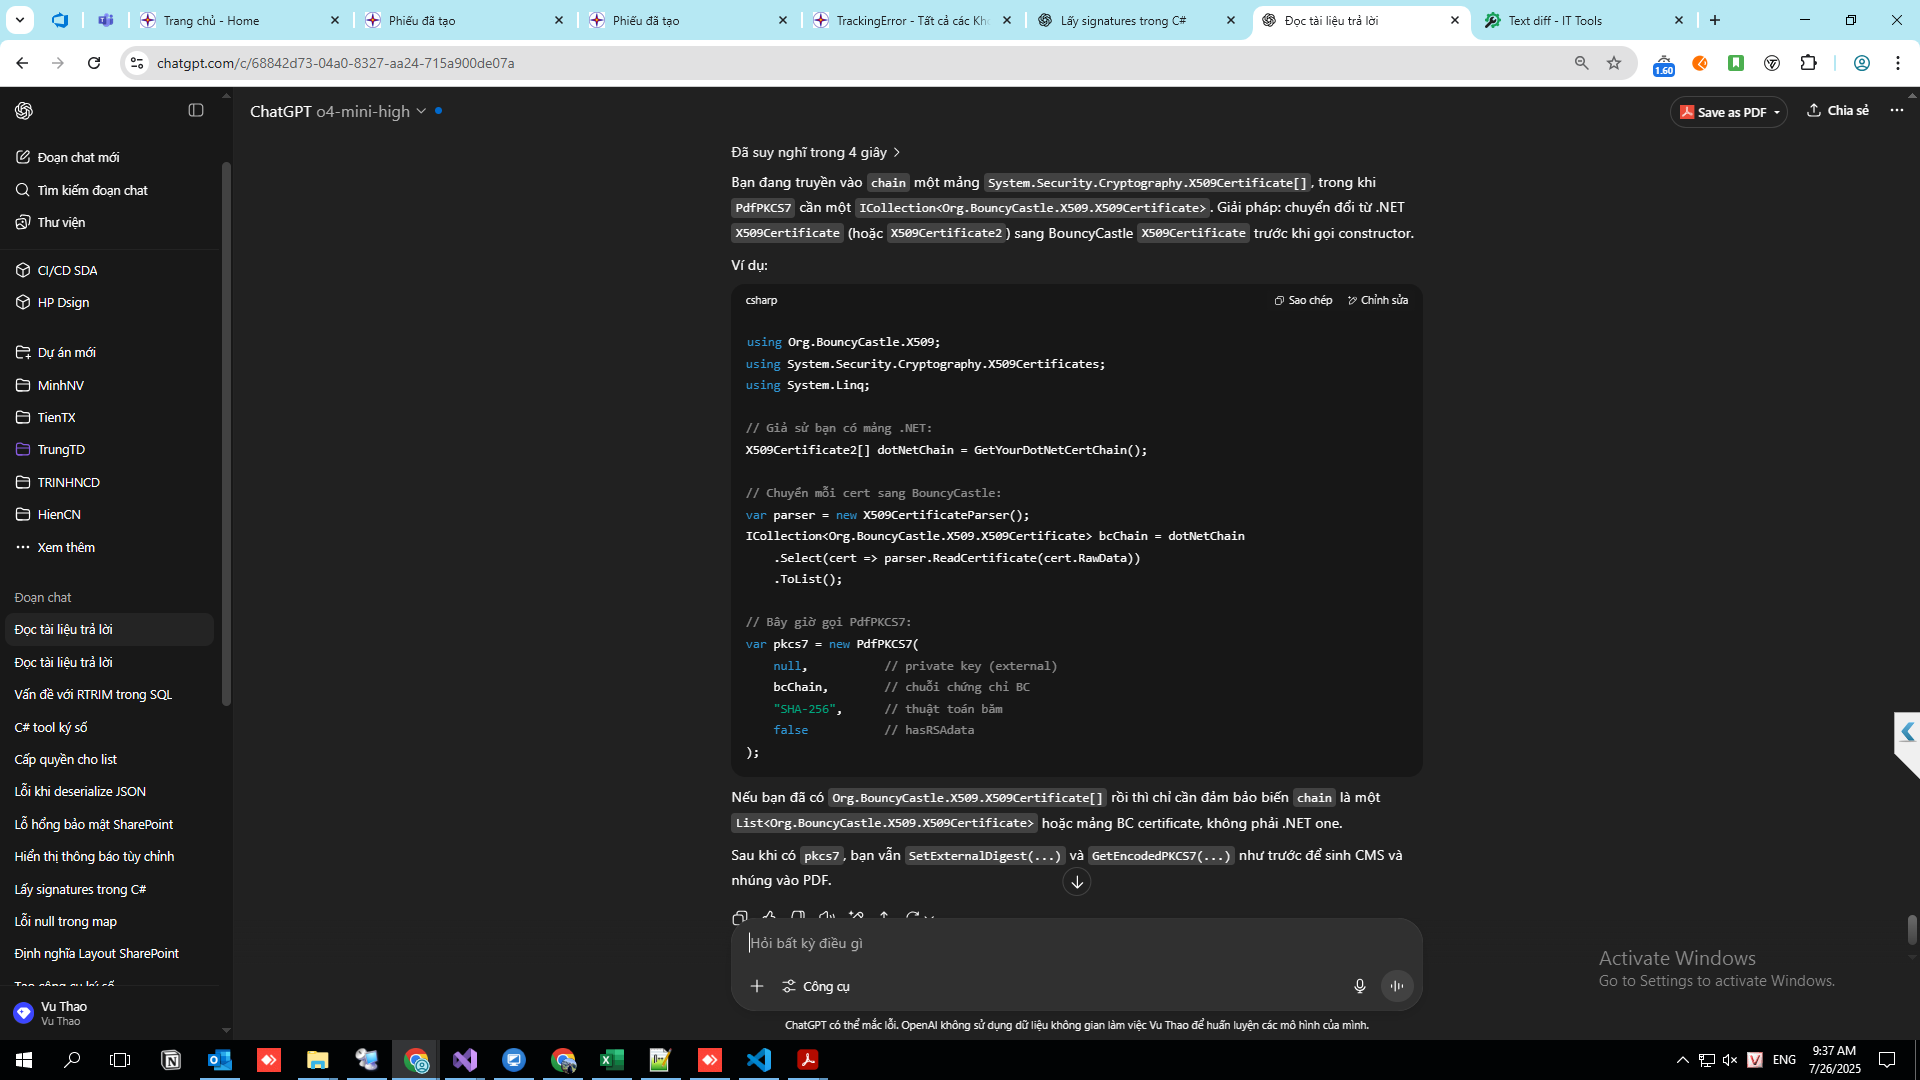 Trang chủ - Home
Phiếu đã tạo
Phiếu đã tạo
TrackingError - Tất cả các Kho
Lấy signatures trong C#
Đọc tài liệu trả lời
Text diff - IT Tools
chatgpt.com/c/68842d73-04a0-8327-aa24-715a900de07a
1.60
ChatGPT o4-mini-high
Save as PDF
Chia sẻ
Đoạn chat mới
Tìm kiếm đoạn chat
Thư viện
CI/CD SDA
HP Dsign
Dự án mới
MinhNV
TienTX
TrungTD
TRINHNCD
HienCN
Xem thêm
Đoạn chat
Đọc tài liệu trả lời
Đọc tài liệu trả lời
Vấn đề với RTRIM trong SQL
C# tool ký số
Cấp quyền cho list
Lỗi khi deserialize JSON
Lỗ hổng bảo mật SharePoint
Hiển thị thông báo tùy chỉnh
Lấy signatures trong C#
Lỗi null trong map
Định nghĩa Layout SharePoint
Tạo công cụ ký số
Vu Thao
Vu Thao
Đã suy nghĩ trong 4 giây
Bạn đang truyền vào chain một mảng System.Security.Cryptography.X509Certificate[], trong khi
PdfPKCS7 cần một ICollection<Org.BouncyCastle.X509.X509Certificate>. Giải pháp: chuyển đổi từ .NET
X509Certificate (hoặc X509Certificate2) sang BouncyCastle X509Certificate trước khi gọi constructor.
Ví dụ:
csharp
Sao chép
Chỉnh sửa
using Org.BouncyCastle.X509;
using System.Security.Cryptography.X509Certificates;
using System.Linq;
// Giả sử bạn có mảng .NET:
X509Certificate2[] dotNetChain = GetYourDotNetCertChain();
// Chuyển mỗi cert sang BouncyCastle:
var parser = new X509CertificateParser();
ICollection<Org.BouncyCastle.X509.X509Certificate> bcChain = dotNetChain
.Select(cert => parser.ReadCertificate(cert.RawData))
.ToList();
// Bây giờ gọi PdfPKCS7:
var pkcs7 = new PdfPKCS7(
null, // private key (external)
bcChain, // chuỗi chứng chỉ BC
"SHA-256", // thuật toán băm
false // hasRSAdata
);
Nếu bạn đã có Org.BouncyCastle.X509.X509Certificate[] rồi thì chỉ cần đảm bảo biến chain là một
List<Org.BouncyCastle.X509.X509Certificate> hoặc mảng BC certificate, không phải .NET one.
Sau khi có pkcs7, bạn vẫn SetExternalDigest(...) và GetEncodedPKCS7(...) như trước để sinh CMS và
nhúng vào PDF.
Hỏi bất kỳ điều gì
Công cụ
ChatGPT có thể mắc lỗi. OpenAI không sử dụng dữ liệu không gian làm việc Vu Thao để huấn luyện các mô hình của mình.
Activate Windows
Go to Settings to activate Windows.
ENG
9:37 AM
7/26/2025